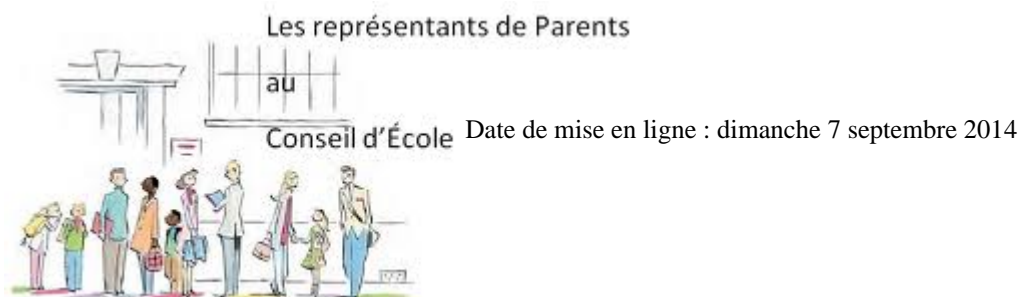 Les représentants de Parents
au
Conseil d'École
Date de mise en ligne : dimanche 7 septembre 2014